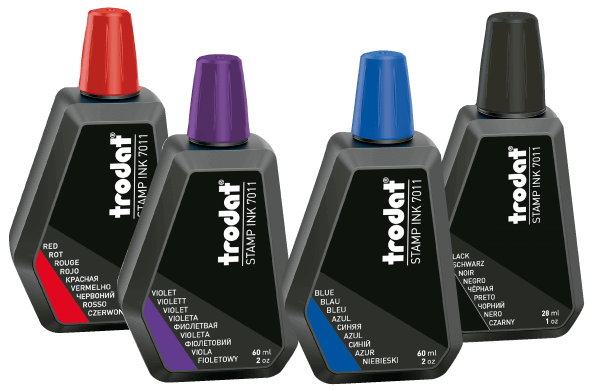 trodat®
STAMP INK 7011
RED
ROT
ROUGE
ROJO
КРАСНАЯ
VERMELHO
ЧЕРВОНИЙ
ROSSO
CZERWON
trodat®
STAMP INK 7011
VIOLET
VIOLETT
VIOLET
VIOLETA
ФИОЛЕТВАЯ
VIOLETA
ФІОЛЕТОВИЙ
VIOLA 60 ml
FIOLETOWY 2 oz
trodat®
STAMP INK 7011
BLUE
BLAU
BLEU
AZUL
СИНЯЯ
AZUL
СИНІЙ
AZUR 60 ml
NIEBIESKI 2 oz
trodat®
STAMP INK 7011
LACK
SCHWARZ
NOIR
NEGRO
ЧЁРНАЯ
PRETO
ЧОРНИЙ
NERO 28 ml
CZARNY 1 oz